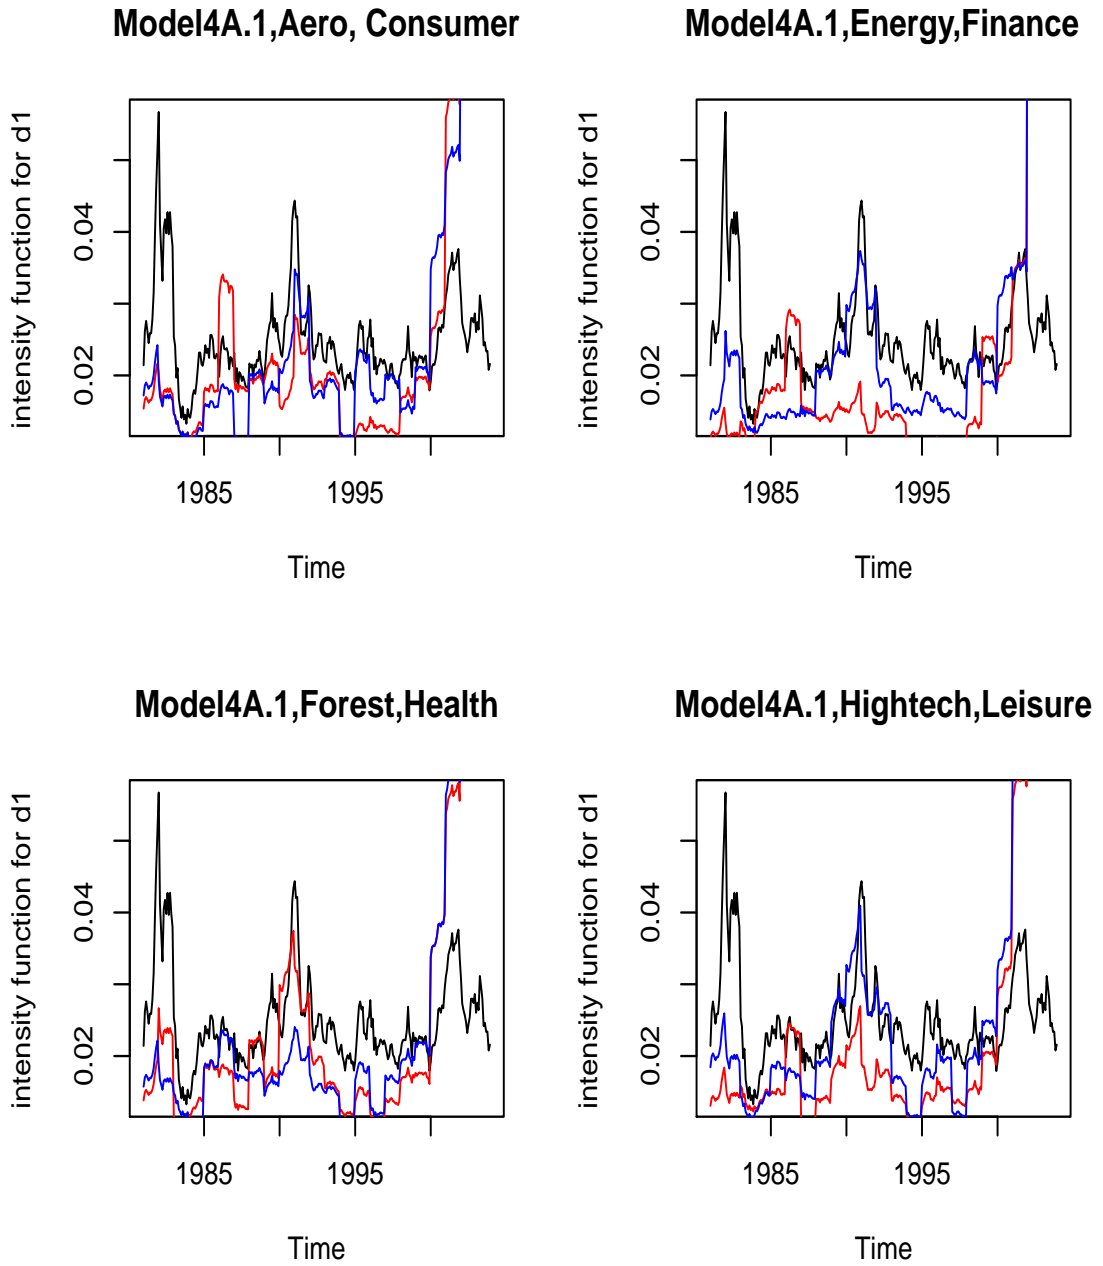 Model4A.1,Aero, Consumer
intensity function for d1
0.04
0.02
1985
1995
Time
Model4A.1,Energy,Finance
intensity function for d1
0.04
0.02
1985
1995
Time
Model4A.1,Forest,Health
intensity function for d1
0.04
0.02
1985
1995
Time
Model4A.1,Hightech,Leisure
intensity function for d1
0.04
0.02
1985
1995
Time